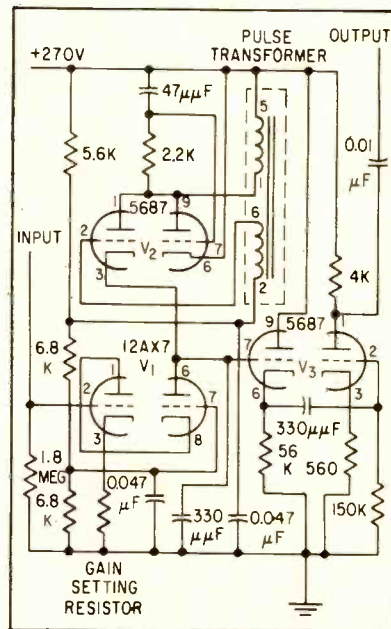 PULSE
TRANSFORMER
OUTPUT
+270V
47µµF
5
5.6K
2.2K
0.01
µF
1
9
6
INPUT
2
V2
7
3
6
2
4K
5687
5687
9
1
6.8
K
12AX7
V1
1
6
7
V3
2
2
7
6
3
3
8
330µµF
1.8
MEG
0.047
µF
56
K
560
6.8
K
330
µµF
0.047
µF
150K
GAIN
SETTING
RESISTOR